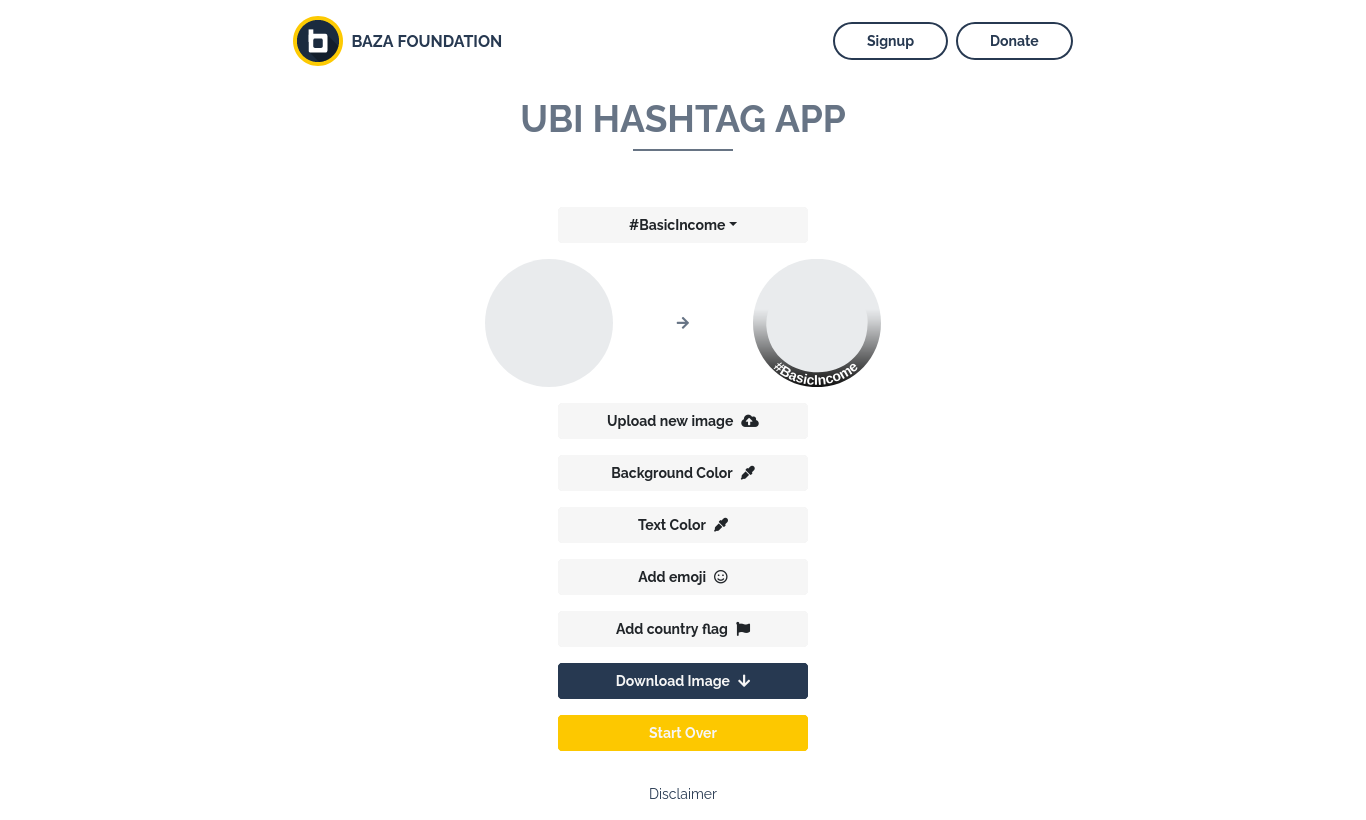 b BAZA FOUNDATION
Signup
Donate
UBI HASHTAG APP
#BasicIncome
#BasicIncome
Upload new image
Background Color
Text Color
Add emoji
Add country flag
Download Image
Start Over
Disclaimer